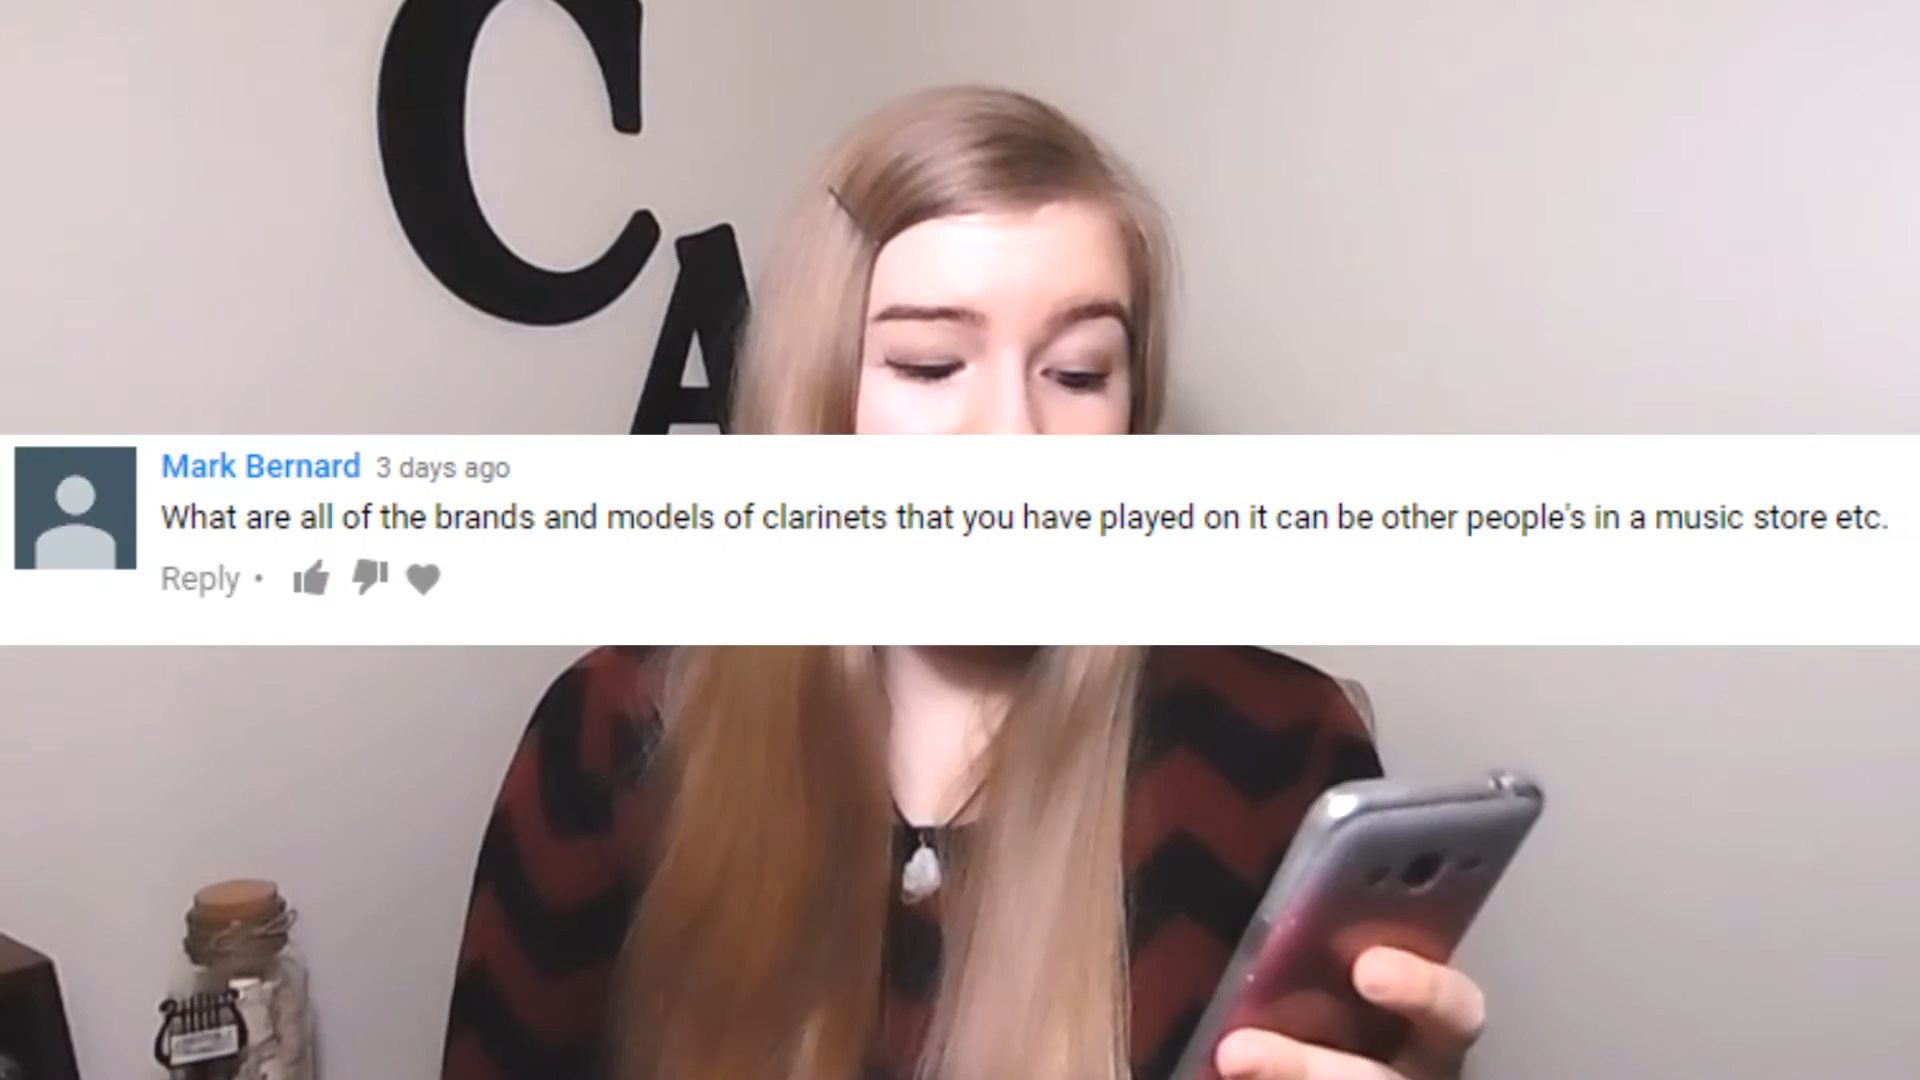 CA
Mark Bernard 3 days ago
What are all of the brands and models of clarinets that you have played on it can be other people's in a music store etc.
Reply •